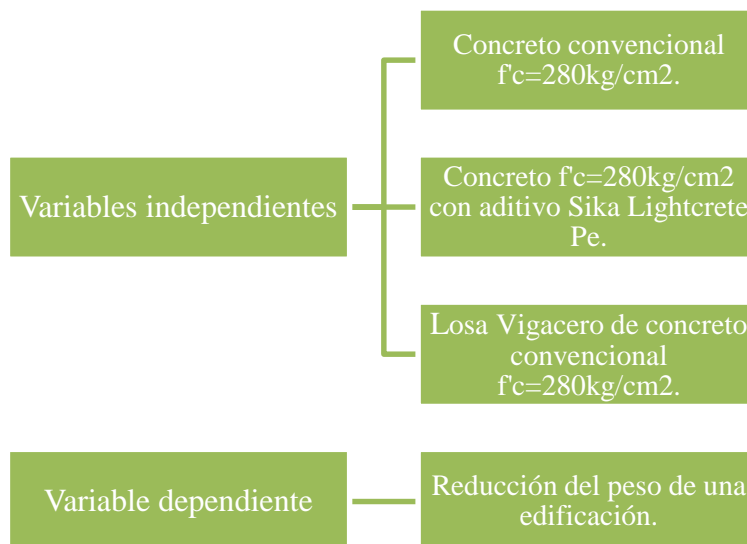 Variables independientes
Concreto convencional
f'c=280kg/cm2.
Concreto f'c=280kg/cm2
con aditivo Sika Lightcrete
Pe.
Losa Vigacero de concreto
convencional
f'c=280kg/cm2.
Variable dependiente
Reducción del peso de una
edificación.